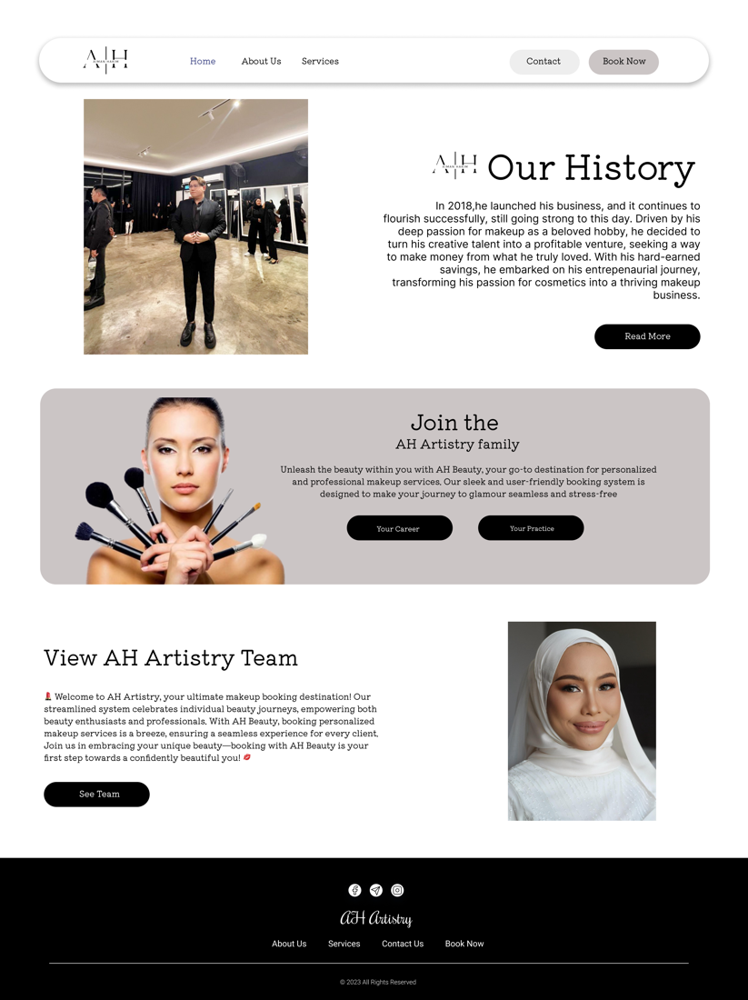 A|H
Home
About Us
Services
Contact
Book Now
A|H
Our History
In 2018,he launched his business, and it continues to
flourish successfully, still going strong to this day. Driven by his
deep passion for makeup as a beloved hobby, he decided to
turn his creative talent into a profitable venture, seeking a way
to make money from what he truly loved. With his hard-earned
savings, he embarked on his entrepenaurial journey,
transforming his passion for cosmetics into a thriving makeup
business.
Read More
Join the
AH Artistry family
Unleash the beauty within you with AH Beauty, your go-to destination for personalized
and professional makeup services. Our sleek and user-friendly booking system is
designed to make your journey to glamour seamless and stress-free
Your Career
Your Practice
View AH Artistry Team
💄 Welcome to AH Artistry, your ultimate makeup booking destination! Our
streamlined system celebrates individual beauty journeys, empowering both
beauty enthusiasts and professionals. With AH Beauty, booking personalized
makeup services is a breeze, ensuring a seamless experience for every client.
Join us in embracing your unique beauty—booking with AH Beauty is your
first step towards a confidently beautiful you! 💋
See Team
AH Artistry
About Us
Services
Contact Us
Book Now
© 2023 All Rights Reserved